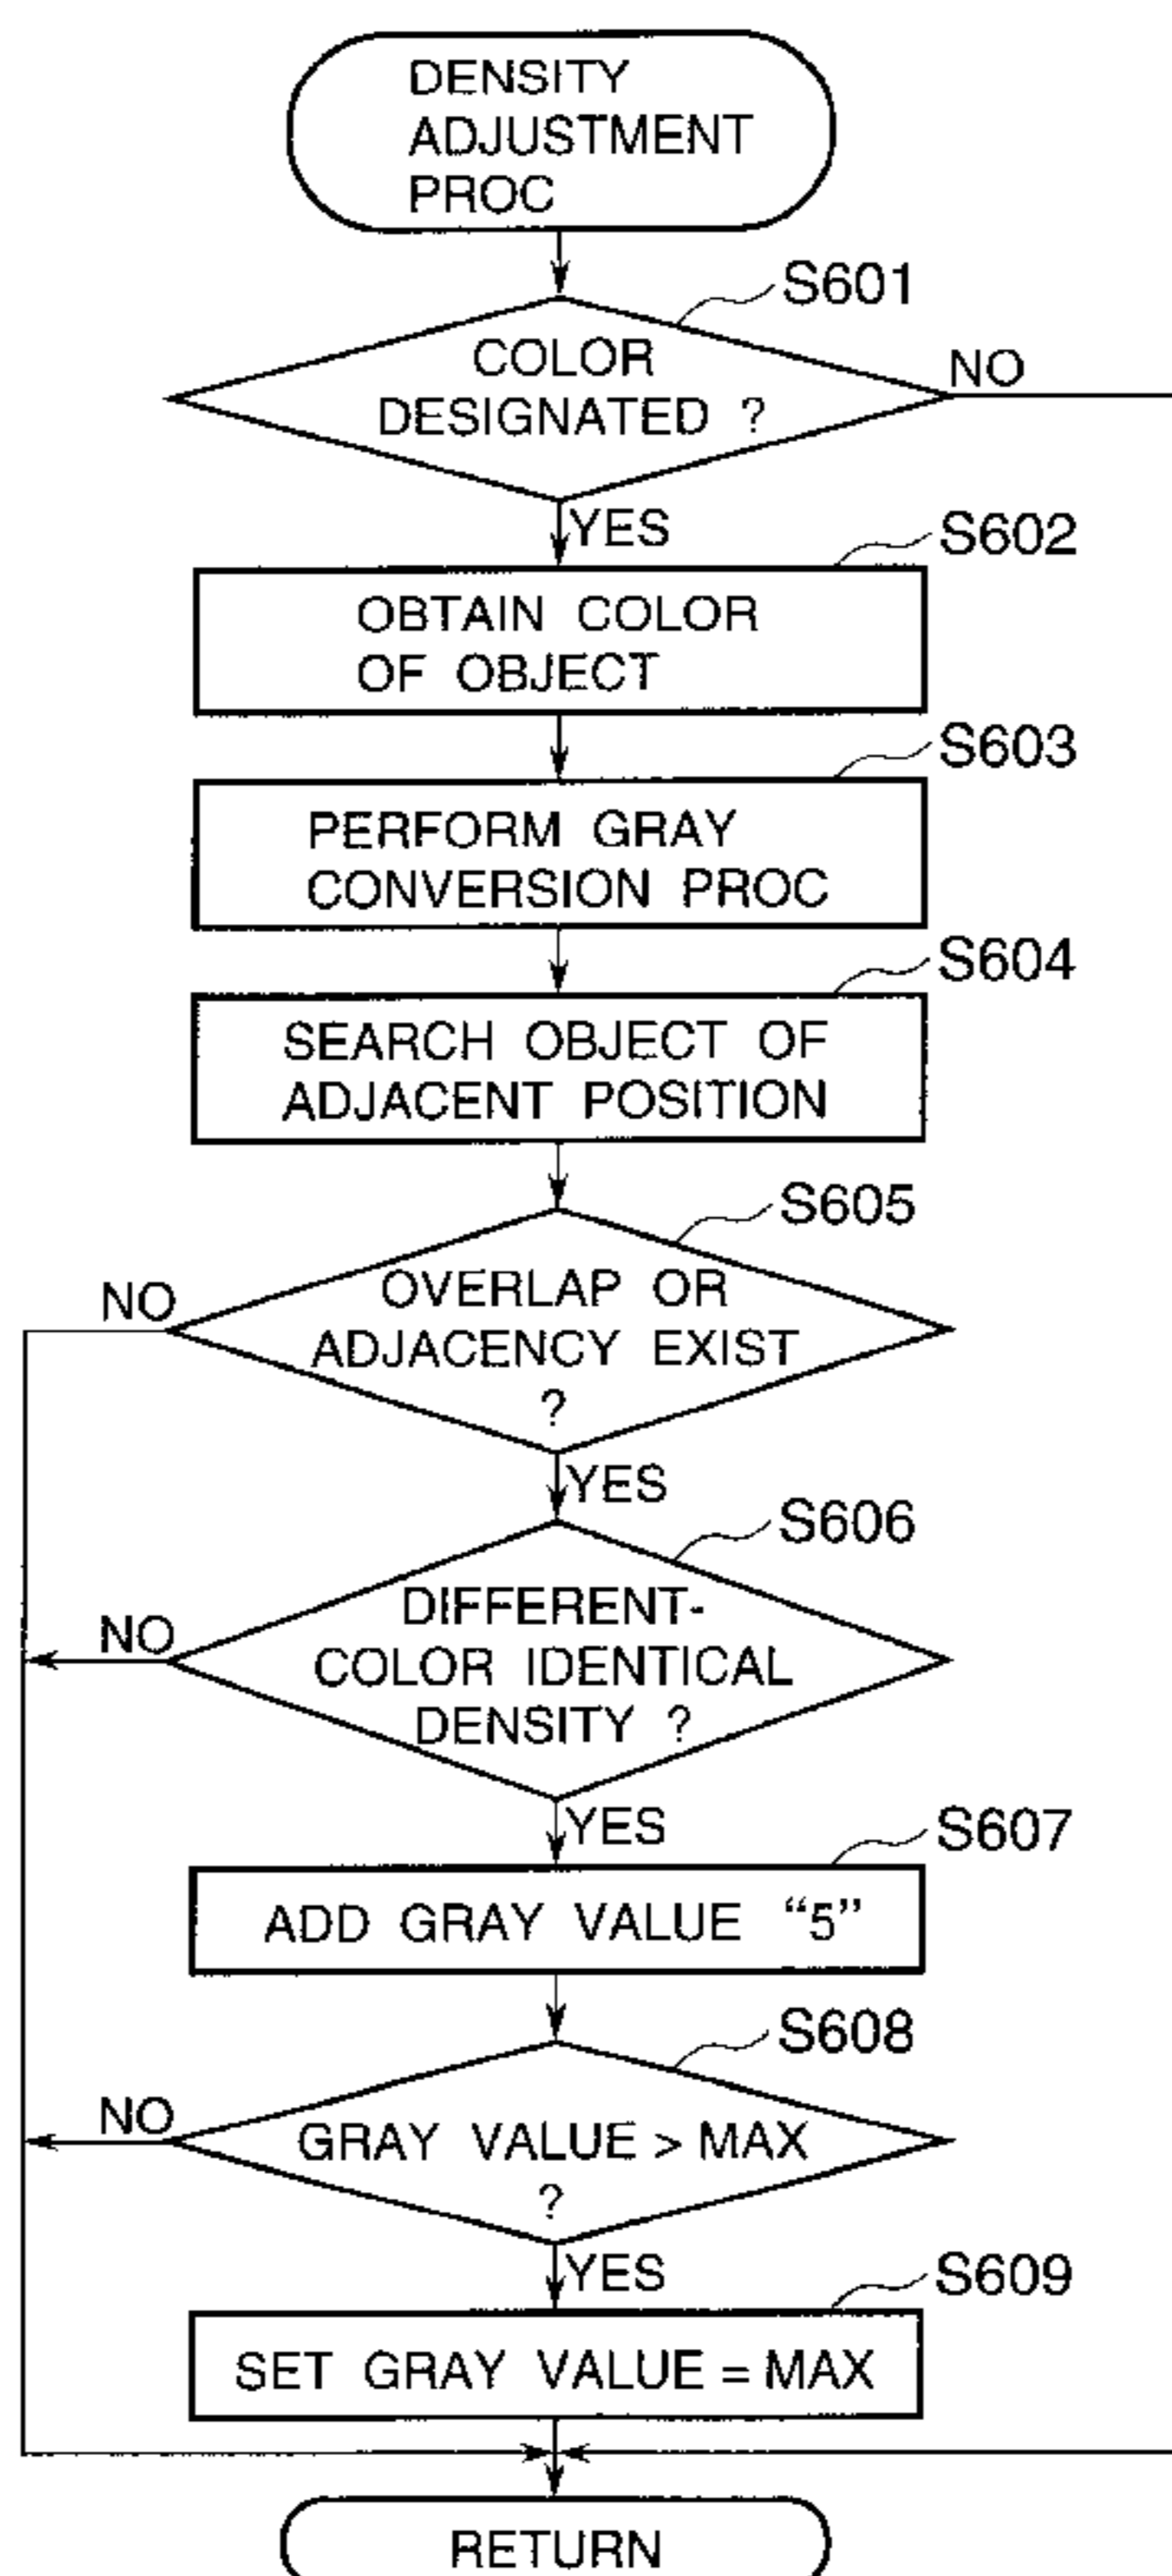 DENSITY
ADJUSTMENT
PROC
S601
COLOR
DESIGNATED ?
NO
YES
S602
OBTAIN COLOR
OF OBJECT
S603
PERFORM GRAY
CONVERSION PROC
S604
SEARCH OBJECT OF
ADJACENT POSITION
S605
NO
OVERLAP OR
ADJACENCY EXIST
?
YES
S606
NO
DIFFERENT-
COLOR IDENTICAL
DENSITY ?
YES
S607
ADD GRAY VALUE “5”
S608
NO
GRAY VALUE > MAX
?
YES
S609
SET GRAY VALUE = MAX
RETURN